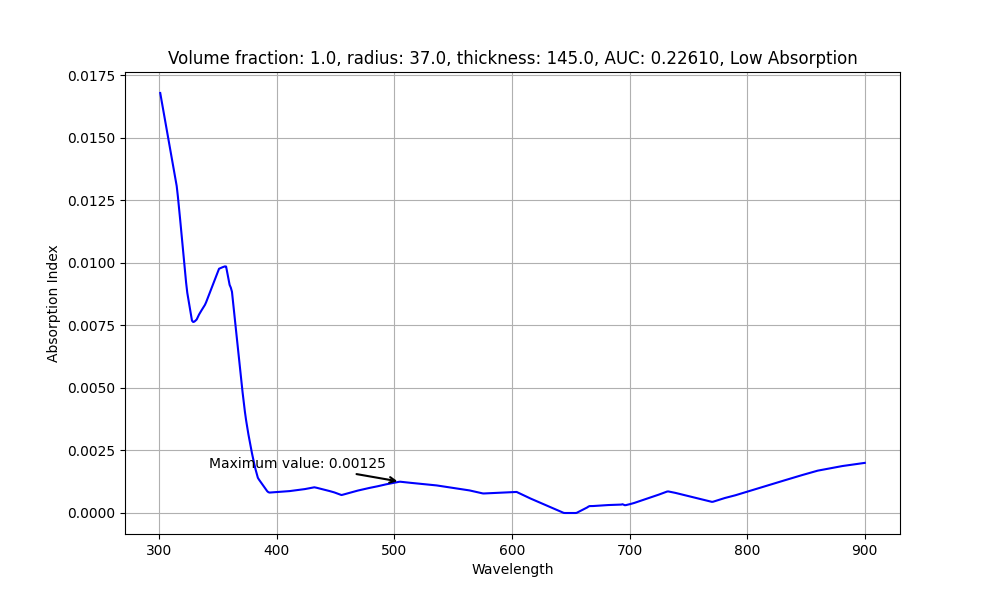 Volume fraction: 1.0, radius: 37.0, thickness: 145.0, AUC: 0.22610, Low Absorption
0.0175
0.0150
0.0125
0.0100
0.0075
0.0050
0.0025
0.0000
Absorption Index
Maximum value: 0.00125
300 400 500 600 700 800 900
Wavelength